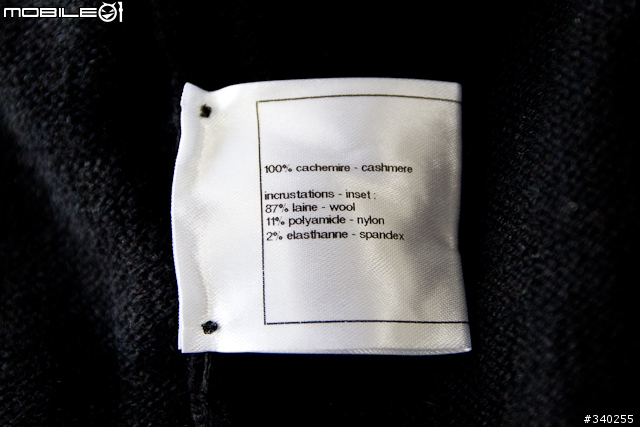 MOBILE01
100% cachemire - cashmere
incrustations - inset :
87% laine - wool
11% polyamide - nylon
2% elasthanne - spandex
#340255